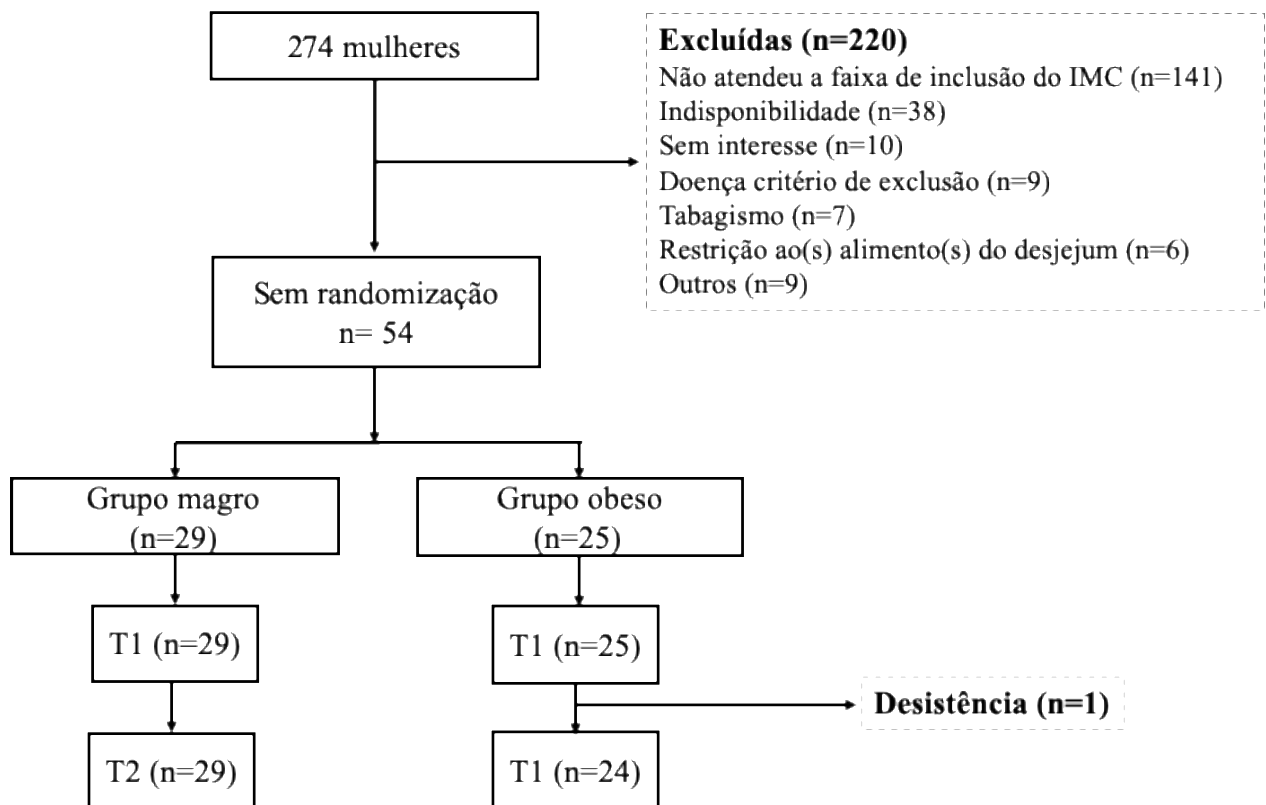 274 mulheres
Excluídas (n=220)
Não atendeu a faixa de inclusão do IMC (n=141)
Indisponibilidade (n=38)
Sem interesse (n=10)
Doença critério de exclusão (n=9)
Tabagismo (n=7)
Restrição ao(s) alimento(s) do desjejum (n=6)
Outros (n=9)
Sem randomização
n= 54
Grupo magro
(n=29)
Grupo obeso
(n=25)
T1 (n=29)
T1 (n=25)
Desistência (n=1)
T2 (n=29)
T1 (n=24)